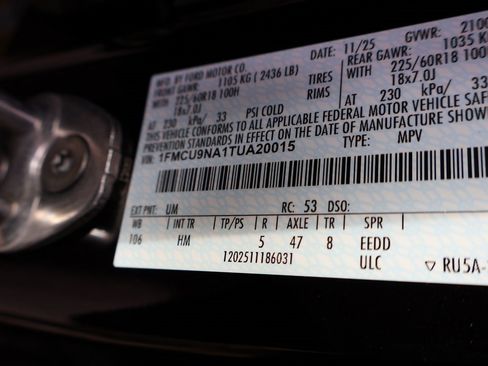 MFD. BY FORD MOTOR CO.
DATE: 11/25 GVWR: 2100
FRONT GAWR: 1105 KG ( 2436 LB) REAR GAWR: 1035 KG
WITH 225/60R18 100H TIRES WITH 225/60R18 100
18x7.0J RIMS 18x7.0J
AT 230 kPa/ 33 PSI COLD AT 230 kPa/ 33
THIS VEHICLE CONFORMS TO ALL APPLICABLE FEDERAL MOTOR VEHICLE SAFE
STANDARDS IN EFFECT ON THE DATE OF MANUFACTURE SHOW
VIN: 1FMCU9NA1TUA20015 TYPE: MPV
EXT PNT: UM RC: 53 DSO:
WB INT TR TP/PS R AXLE TR SPR
106 HM 5 47 8 EEDD
1202511186031 ULC ▽ RU5A-